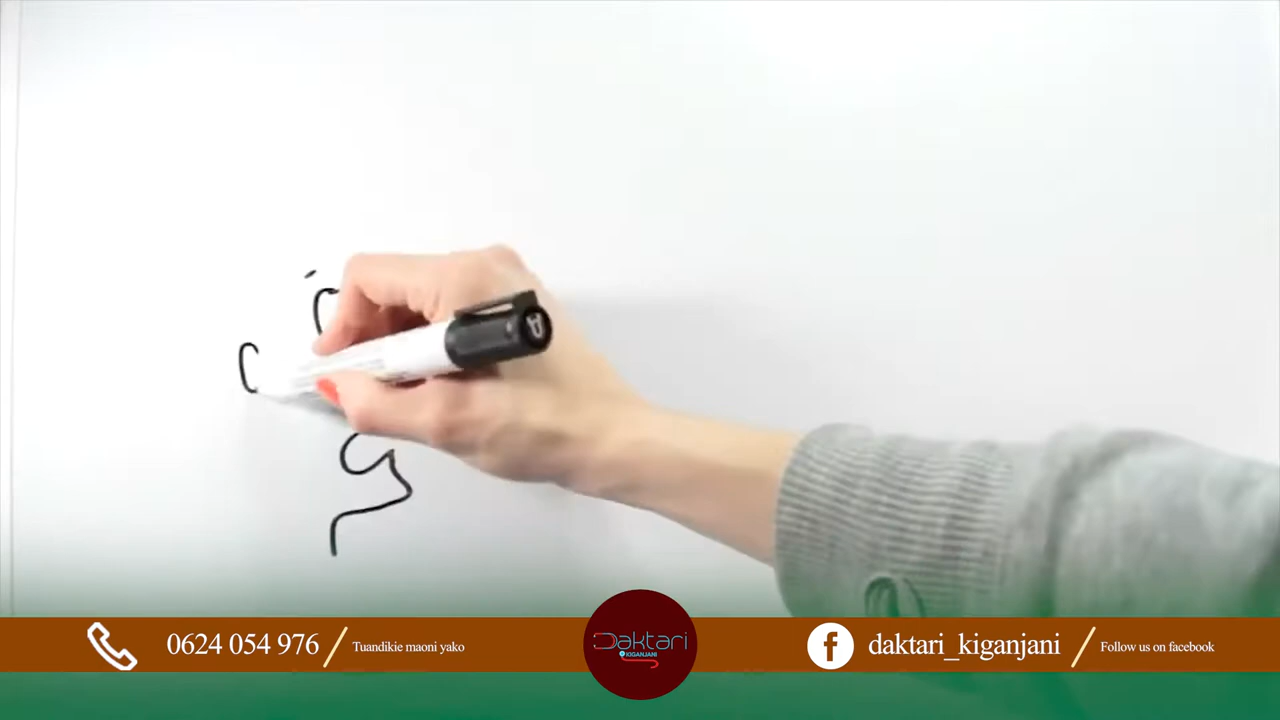 0624 054 976 Tuandikie maoni yako
Daktari
KIGANJANI
daktari_kiganjani Follow us on facebook